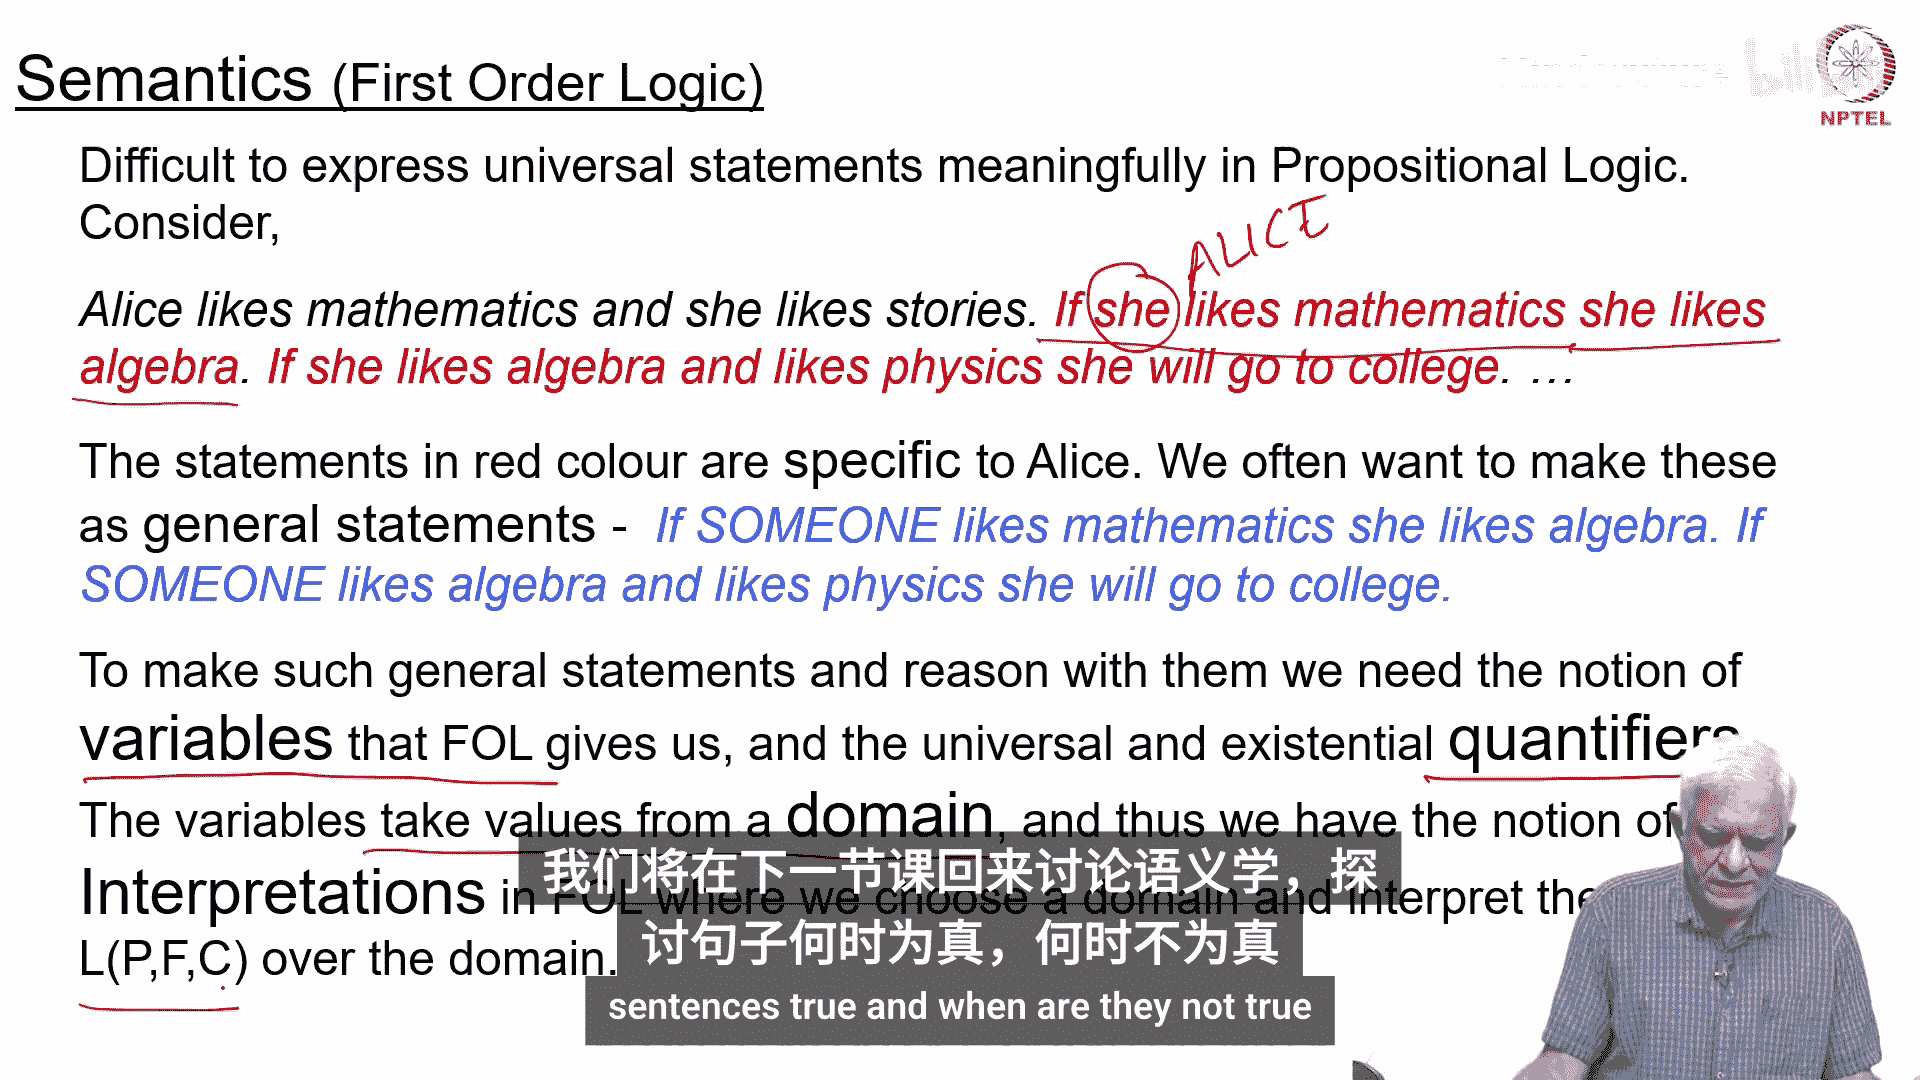 Semantics (First Order Logic)
NPTEL
Difficult to express universal statements meaningfully in Propositional Logic.
Consider,
ALICE
Alice likes mathematics and she likes stories. If she likes mathematics she likes
algebra. If she likes algebra and likes physics she will go to college. …
The statements in red colour are specific to Alice. We often want to make these
as general statements - If SOMEONE likes mathematics she likes algebra. If
SOMEONE likes algebra and likes physics she will go to college.
To make such general statements and reason with them we need the notion of
variables that FOL gives us, and the universal and existential quantifiers
The variables take values from a domain, and thus we have the notion of
Interpretations in FOL where we choose a domain and interpret the
L(P,F,C) over the domain.
我们将在下一节课回来讨论语义学，探
讨句子何时为真，何时不为真
sentences true and when are they not true